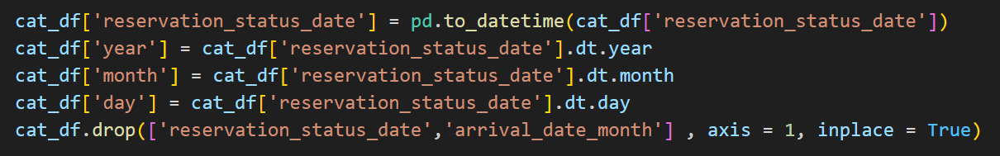 cat_df['reservation_status_date'] = pd.to_datetime(cat_df['reservation_status_date'])
cat_df['year'] = cat_df['reservation_status_date'].dt.year
cat_df['month'] = cat_df['reservation_status_date'].dt.month
cat_df['day'] = cat_df['reservation_status_date'].dt.day
cat_df.drop(['reservation_status_date','arrival_date_month'] , axis = 1, inplace = True)